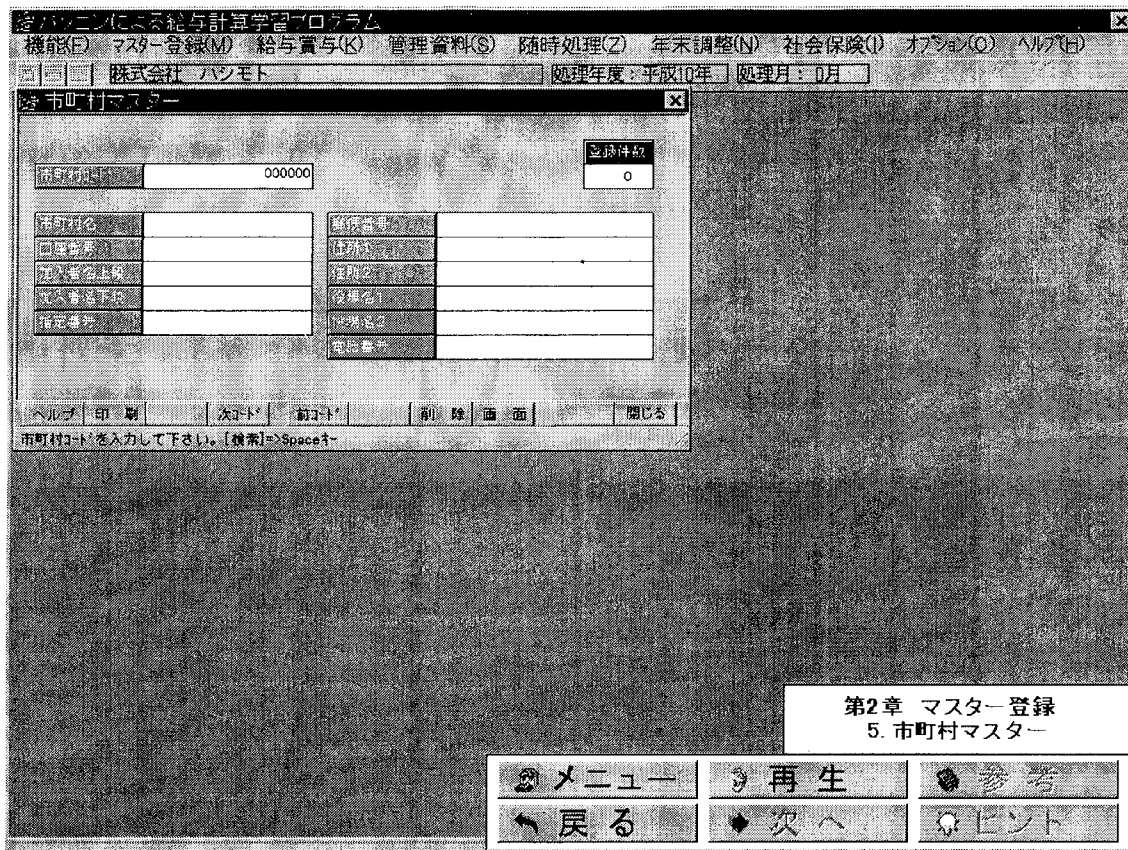 パソコンによる給与計算学習プログラム
機能(F) マスター登録(M) 給与賞与(K) 管理資料(S) 随時処理(Z) 年末調整(N) 社会保険(I) オプション(O) ヘルプ(H)
株式会社 ハシモト 処理年度：平成10年 処理月：0月
市町村マスター
登録件数
市町村コード 000000 0
市町村名 郵便番号
口座番号 住所1
加入者名上段 住所2
加入者名下段 役場名1
指定番号 役場名2
電話番号
ヘルプ 印 刷 次コード 前コード 削 除 画 面 閉じる
市町村コードを入力して下さい。[検索]=>Spaceキー
第2章 マスター登録
5. 市町村マスター
メニュー 再生 参考
戻る 次へ ヒント